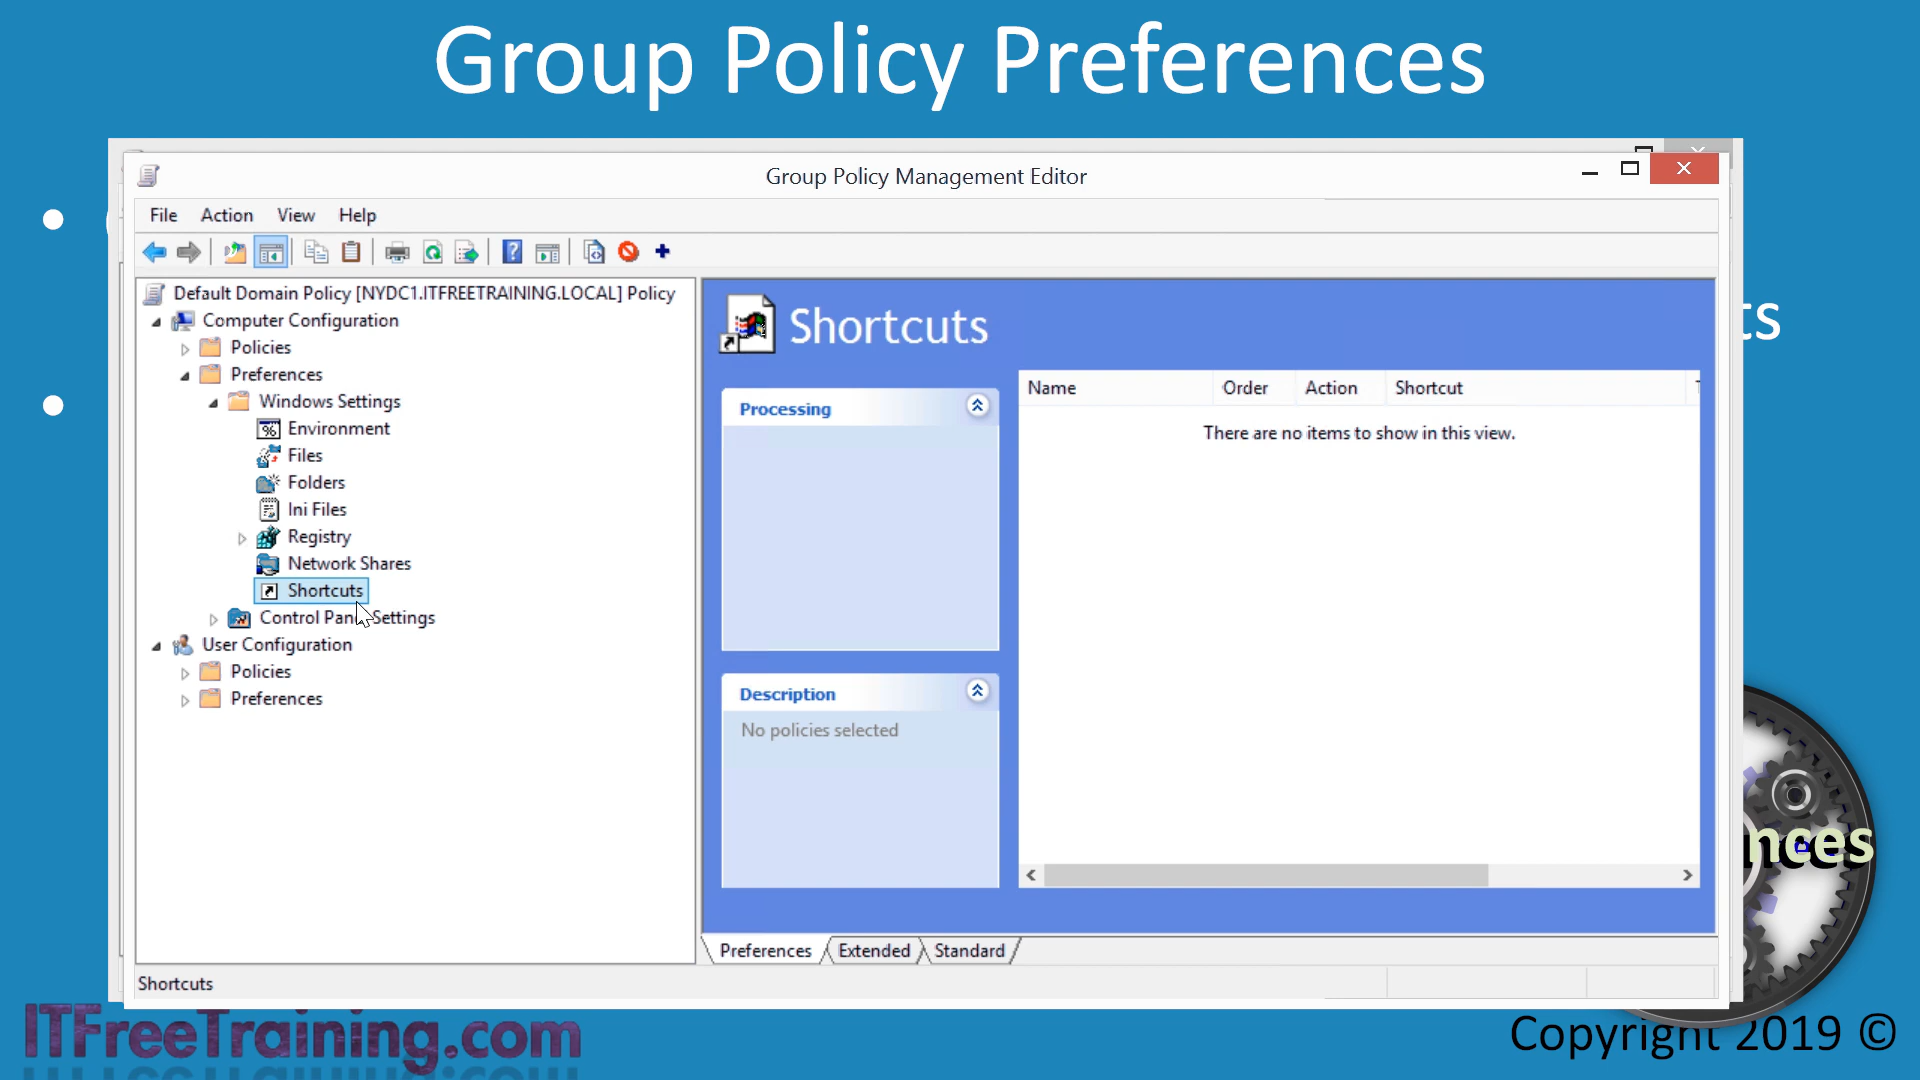 Group Policy Preferences
Group Policy Management Editor
File Action View Help
Default Domain Policy [NYDC1.ITFREETRAINING.LOCAL] Policy
Computer Configuration
Policies
Preferences
Windows Settings
Environment
Files
Folders
Ini Files
Registry
Network Shares
Shortcuts
Control Panel Settings
User Configuration
Policies
Preferences
Shortcuts
Processing
Description
No policies selected
Name Order Action Shortcut
There are no items to show in this view.
Preferences Extended Standard
Shortcuts
ts
nces
ITFreeTraining.com
Copyright 2019 ©